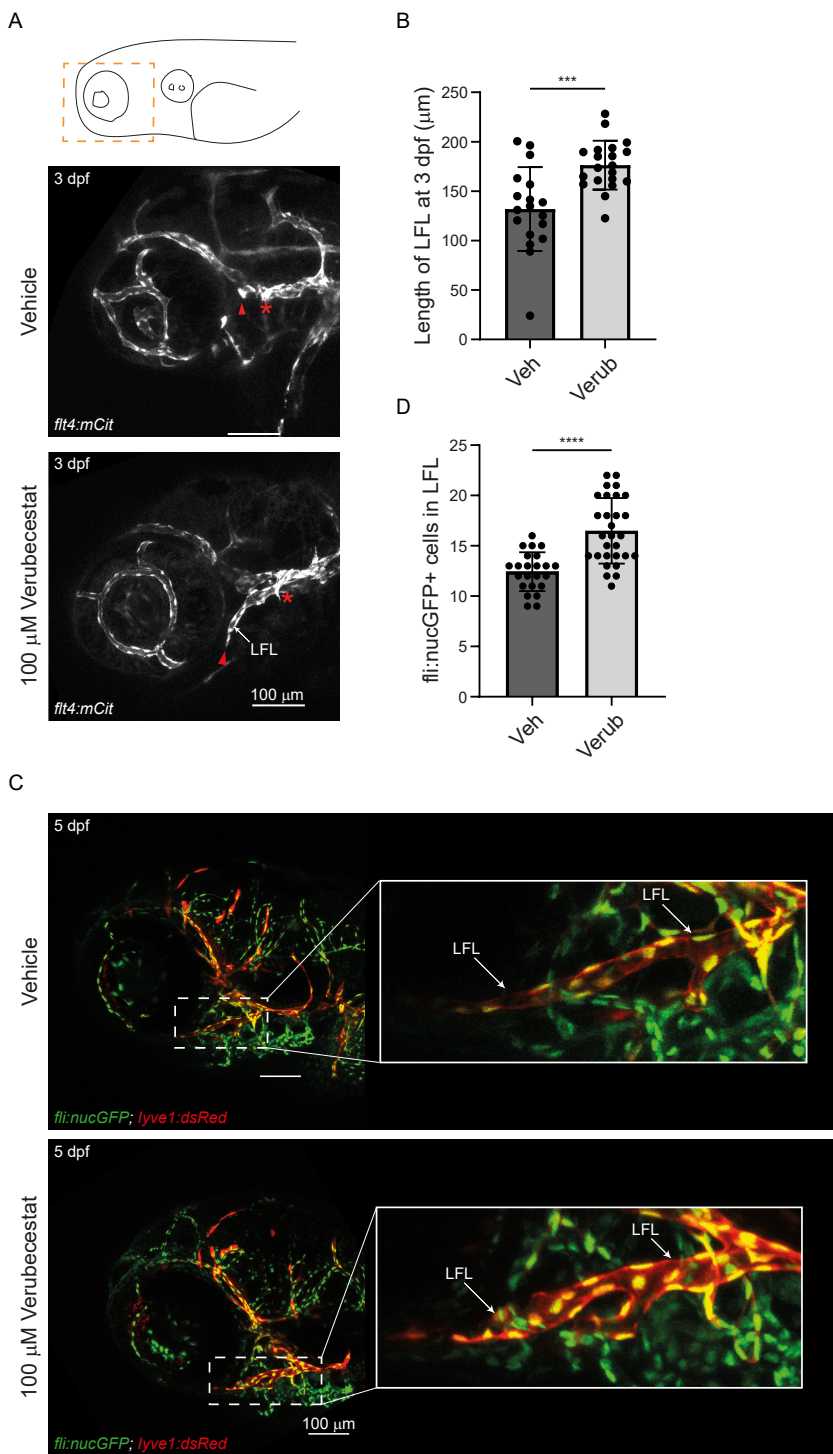 A
3 dpf
Vehicle
*
flt4:mCit
3 dpf
100 μM Verubecestat
*
LFL
100 μm
flt4:mCit
B
***
Length of LFL at 3 dpf (μm)
250
200
150
100
50
0
Veh
Verub
D
****
fli:nucGFP+ cells in LFL
25
20
15
10
5
0
Veh
Verub
C
5 dpf
Vehicle
LFL
LFL
fli:nucGFP; lyve1:dsRed
5 dpf
100 μM Verubecestat
LFL
LFL
100 μm
fli:nucGFP; lyve1:dsRed